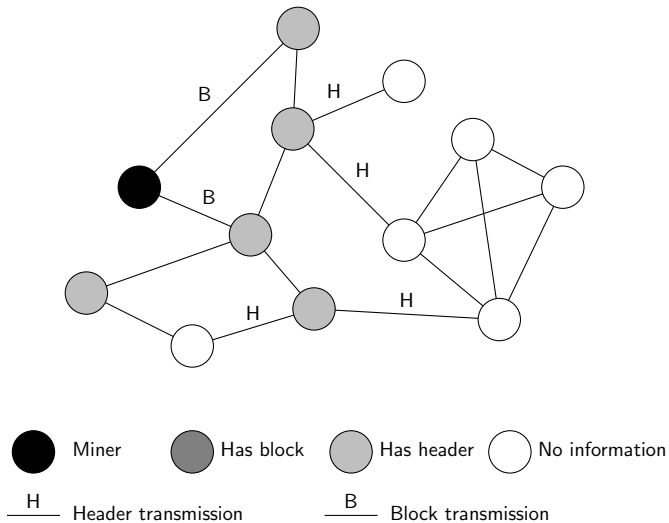 H
B
H
B
H
H
Miner
Has block
Has header
No information
H
Header transmission
B
Block transmission